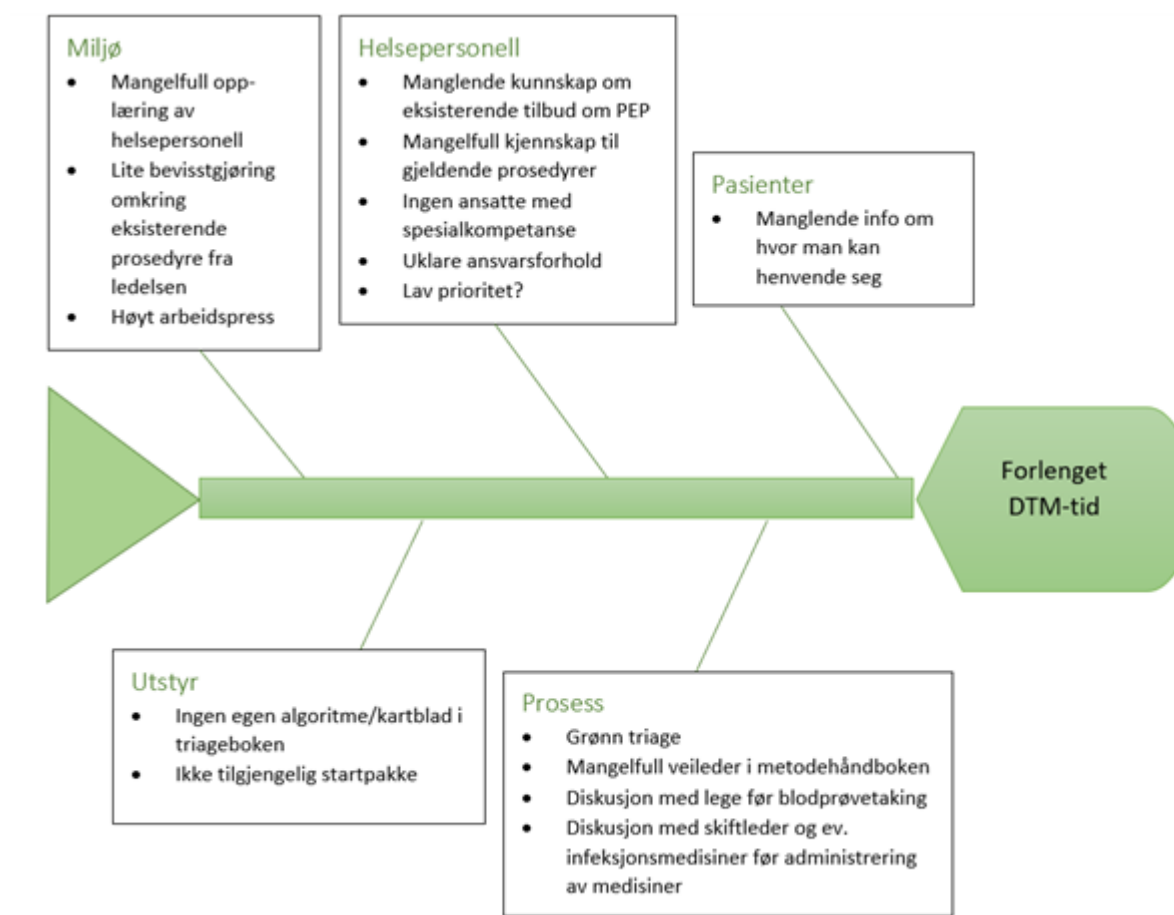 Miljø
• Mangelfull opp-
læring av
helsepersonell
• Lite bevisstgjøring
omkring
eksisterende
prosedyre fra
ledelsen
• Høyt arbeidspress
Helsepersonell
• Manglende kunnskap om
eksisterende tilbud om PEP
• Mangelfull kjennskap til
gjeldende prosedyrer
• Ingen ansatte med
spesialkompetanse
• Uklare ansvarsforhold
• Lav prioritet?
Pasienter
• Manglende info om
hvor man kan
henvende seg
Forlenget
DTM-tid
Utstyr
• Ingen egen algoritme/kartblad i
triageboken
• Ikke tilgjengelig startpakke
Prosess
• Grønn triage
• Mangelfull veileder i metodehåndboken
• Diskusjon med lege før blodprøvetaking
• Diskusjon med skiftleder og ev.
infeksjonsmedisiner før administrering
av medisiner